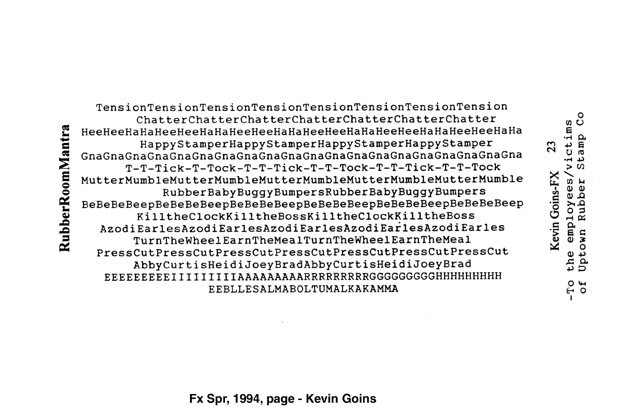 RubberRoomMantra
TensionTensionTensionTensionTensionTensionTensionTension
ChatterChatterChatterChatterChatterChatterChatter
HeeHeeHaHaHeeHeeHaHaHeeHeeHaHaHeeHeeHaHaHeeHeeHaHaHeeHeeHaHa
HappyStamperHappyStamperHappyStamperHappyStamper
GnaGnaGnaGnaGnaGnaGnaGnaGnaGnaGnaGnaGnaGnaGnaGnaGnaGnaGnaGna
T-T-Tick-T-Tock-T-T-Tick-T-Tock-T-T-Tick-T-T-Tock
MutterMumbleMutterMumbleMutterMumbleMutterMumbleMutterMumble
RubberBabyBuggyBumpersRubberBabyBuggyBumpers
BeBeBeBeepBeBeBeBeepBeBeBeBeepBeBeBeBeepBeBeBeBeepBeBeBeBeep
KilltheClockKilltheBossKilltheClockKilltheBoss
AzodiEarlesAzodiEarlesAzodiEarlesAzodiEarlesAzodiEarles
TurnTheWheelEarnTheMealTurnTheWheelEarnTheMeal
PressCutPressCutPressCutPressCutPressCutPressCutPressCut
AbbyCurtisHeidiJoeyBradAbbyCurtisHeidiJoeyBrad
EEEEEEEEEIIIIIIIIIAAAAAAAAARRRRRRRRRGGGGGGGGGHHHHHHHHH
EEBLLESALMABOLTUMALKAKAMMA
Kevin Goins-FX 23
-To the employees/victims
of Uptown Rubber Stamp Co
Fx Spr, 1994, page - Kevin Goins